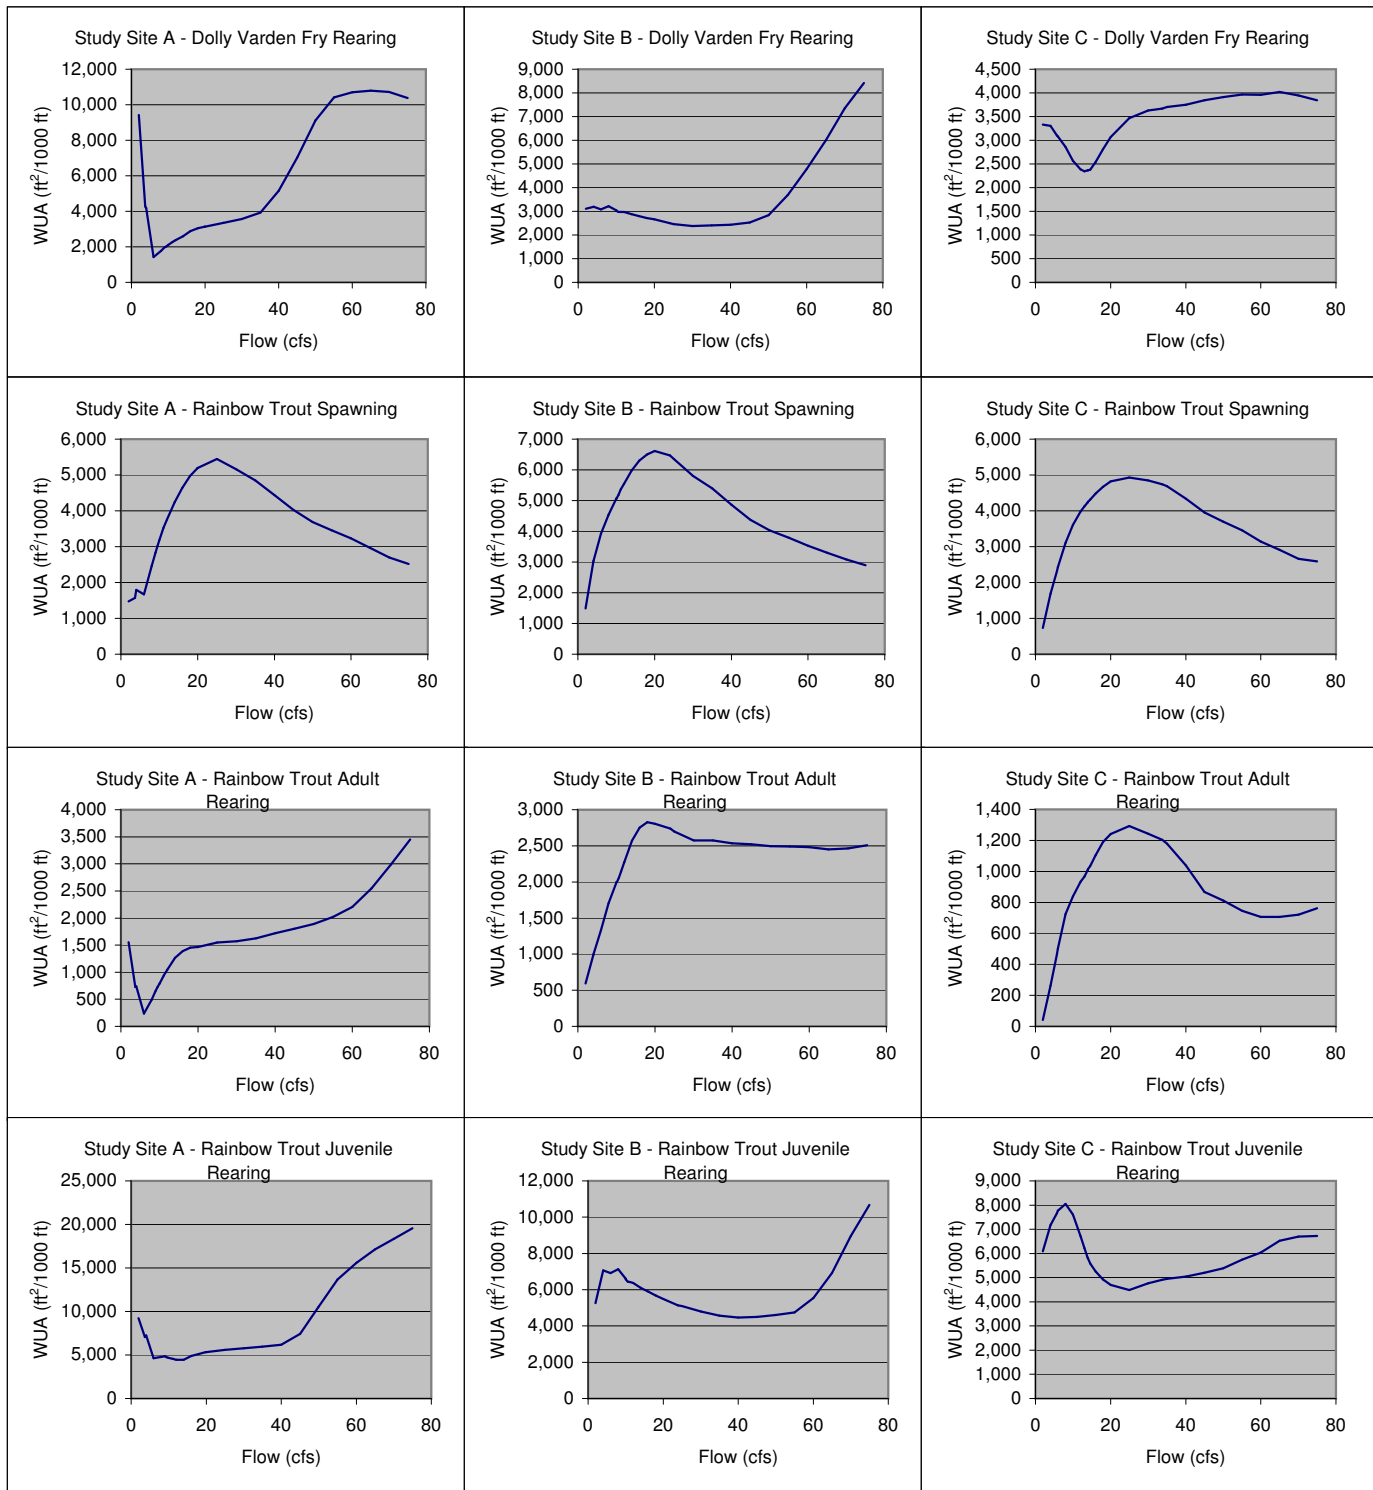 Study Site A - Dolly Varden Fry Rearing
12,000
10,000
8,000
6,000
4,000
2,000
0
WUA (ft²/1000 ft)
0 20 40 60 80
Flow (cfs)
Study Site B - Dolly Varden Fry Rearing
9,000
8,000
7,000
6,000
5,000
4,000
3,000
2,000
1,000
0
WUA (ft²/1000 ft)
0 20 40 60 80
Flow (cfs)
Study Site C - Dolly Varden Fry Rearing
4,500
4,000
3,500
3,000
2,500
2,000
1,500
1,000
500
0
WUA (ft²/1000 ft)
0 20 40 60 80
Flow (cfs)
Study Site A - Rainbow Trout Spawning
6,000
5,000
4,000
3,000
2,000
1,000
0
WUA (ft²/1000 ft)
0 20 40 60 80
Flow (cfs)
Study Site B - Rainbow Trout Spawning
7,000
6,000
5,000
4,000
3,000
2,000
1,000
0
WUA (ft²/1000 ft)
0 20 40 60 80
Flow (cfs)
Study Site C - Rainbow Trout Spawning
6,000
5,000
4,000
3,000
2,000
1,000
0
WUA (ft²/1000 ft)
0 20 40 60 80
Flow (cfs)
Study Site A - Rainbow Trout Adult
Rearing
4,000
3,500
3,000
2,500
2,000
1,500
1,000
500
0
WUA (ft²/1000 ft)
0 20 40 60 80
Flow (cfs)
Study Site B - Rainbow Trout Adult
Rearing
3,000
2,500
2,000
1,500
1,000
500
0
WUA (ft²/1000 ft)
0 20 40 60 80
Flow (cfs)
Study Site C - Rainbow Trout Adult
Rearing
1,400
1,200
1,000
800
600
400
200
0
WUA (ft²/1000 ft)
0 20 40 60 80
Flow (cfs)
Study Site A - Rainbow Trout Juvenile
Rearing
25,000
20,000
15,000
10,000
5,000
0
WUA (ft²/1000 ft)
0 20 40 60 80
Flow (cfs)
Study Site B - Rainbow Trout Juvenile
Rearing
12,000
10,000
8,000
6,000
4,000
2,000
0
WUA (ft²/1000 ft)
0 20 40 60 80
Flow (cfs)
Study Site C - Rainbow Trout Juvenile
Rearing
9,000
8,000
7,000
6,000
5,000
4,000
3,000
2,000
1,000
0
WUA (ft²/1000 ft)
0 20 40 60 80
Flow (cfs)